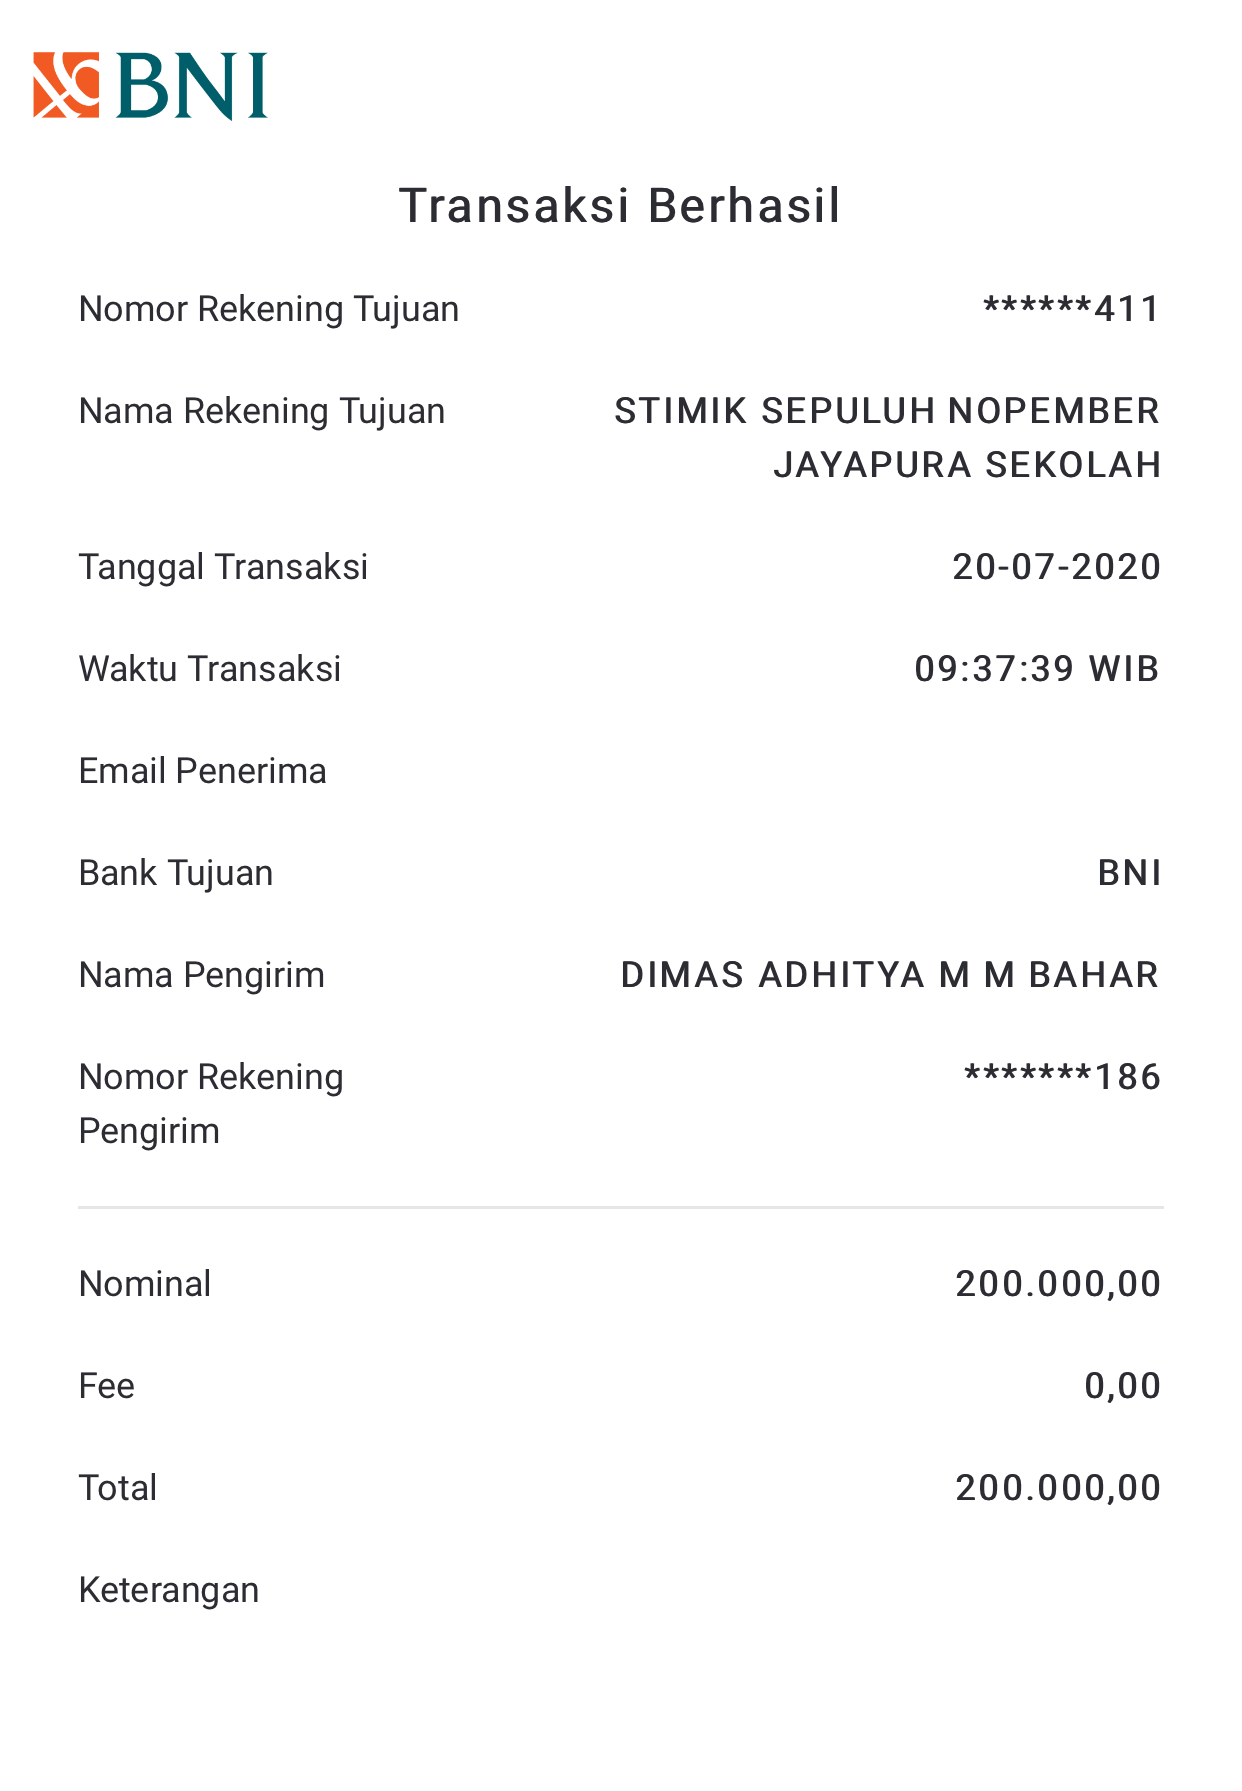 BNI
Transaksi Berhasil
Nomor Rekening Tujuan ******411
Nama Rekening Tujuan STIMIK SEPULUH NOPEMBER
JAYAPURA SEKOLAH
Tanggal Transaksi 20-07-2020
Waktu Transaksi 09:37:39 WIB
Email Penerima
Bank Tujuan BNI
Nama Pengirim DIMAS ADHITYA M M BAHAR
Nomor Rekening *******186
Pengirim
Nominal 200.000,00
Fee 0,00
Total 200.000,00
Keterangan